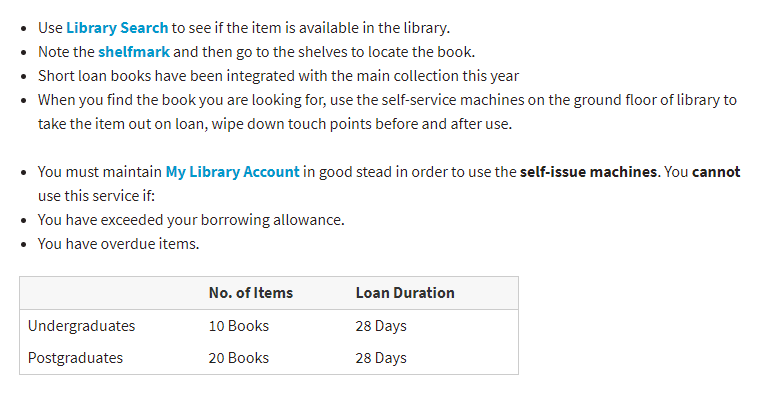 Use Library Search to see if the item is available in the library.
Note the shelfmark and then go to the shelves to locate the book.
Short loan books have been integrated with the main collection this year
When you find the book you are looking for, use the self-service machines on the ground floor of library to
take the item out on loan, wipe down touch points before and after use.
You must maintain My Library Account in good stead in order to use the self-issue machines. You cannot
use this service if:
You have exceeded your borrowing allowance.
You have overdue items.
No. of Items Loan Duration
Undergraduates 10 Books 28 Days
Postgraduates 20 Books 28 Days